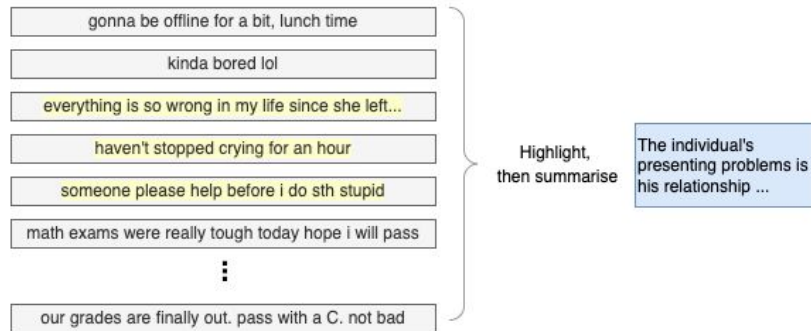 gonna be offline for a bit, lunch time
kinda bored lol
everything is so wrong in my life since she left...
haven't stopped crying for an hour
someone please help before i do sth stupid
math exams were really tough today hope i will pass
our grades are finally out. pass with a C. not bad
Highlight,
then summarise
The individual's
presenting problems is
his relationship ...